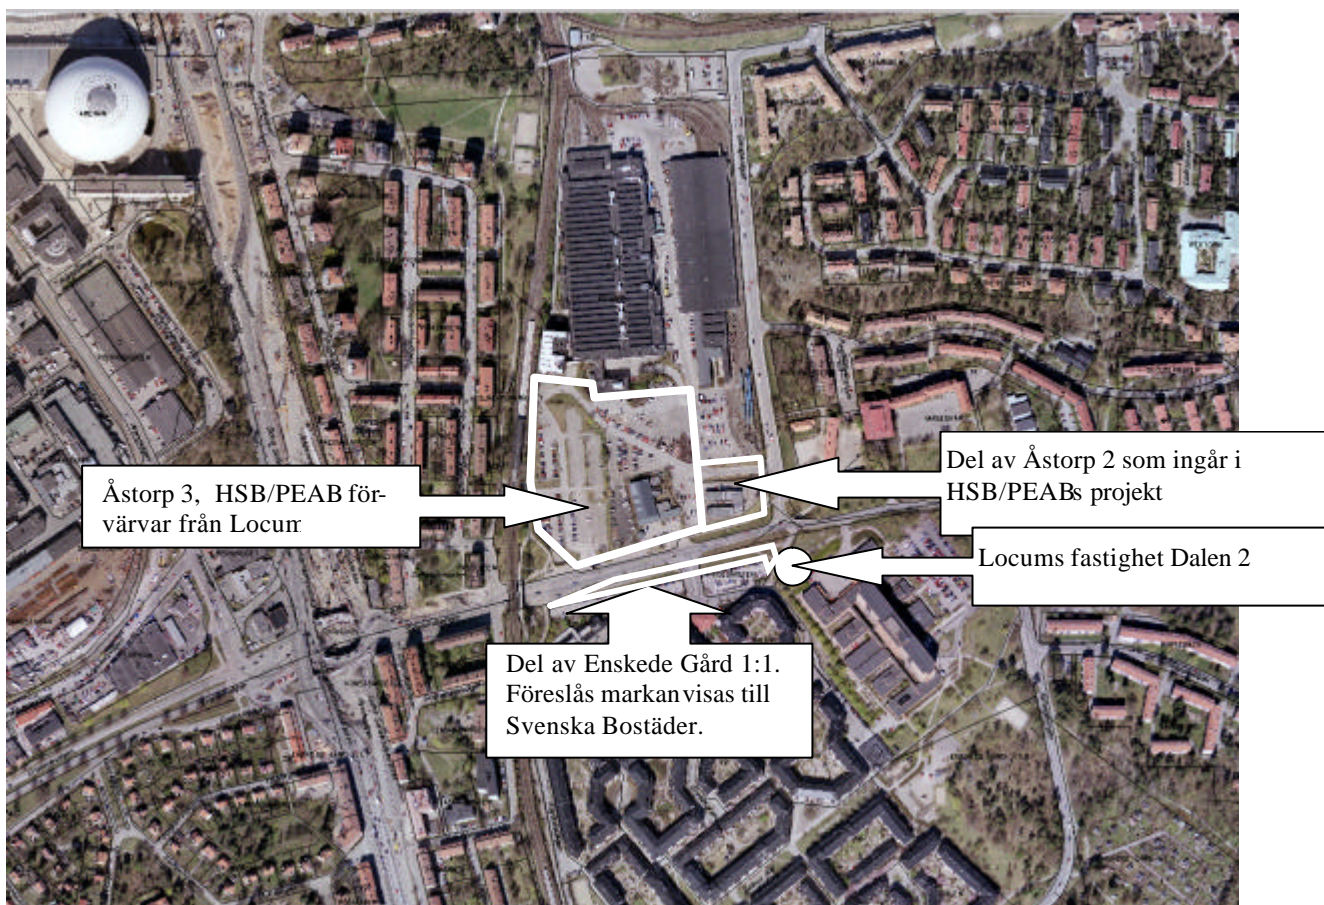 Del av Åstorp 2 som ingår i
HSB/PEABs projekt
Åstorp 3, HSB/PEAB för-
värvar från Locum
Locums fastighet Dalen 2
Del av Enskede Gård 1:1.
Föreslås markanvisas till
Svenska Bostäder.